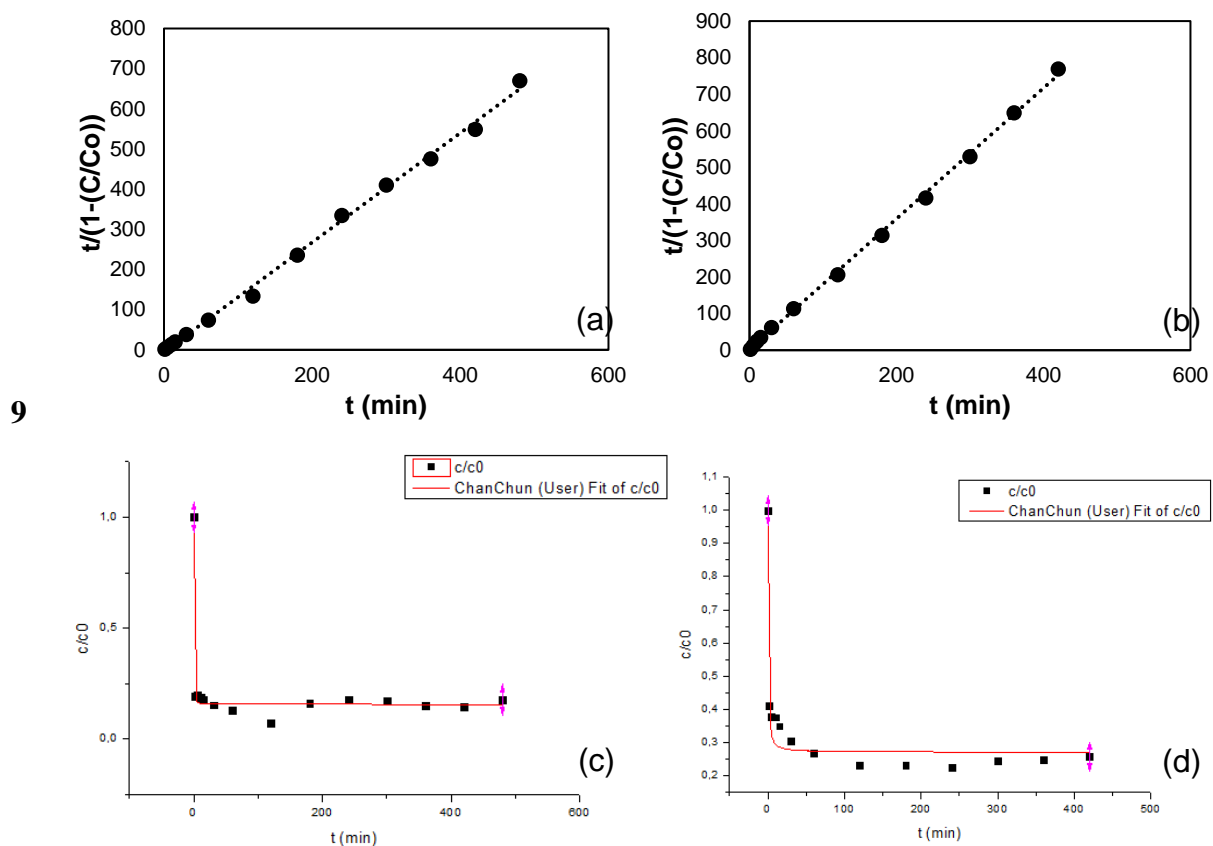 800
700
600
500
400
300
200
100
0
t/(1-(C/Co))
0 200 400 600
t (min)
(a)
900
800
700
600
500
400
300
200
100
0
t/(1-(C/Co))
0 200 400 600
t (min)
(b)
9
c/c0
ChanChun (User) Fit of c/c0
1,0
0,5
0,0
c/c0
0 200 400 600
t (min)
(c)
c/c0
ChanChun (User) Fit of c/c0
1,1
1,0
0,9
0,8
0,7
0,6
0,5
0,4
0,3
0,2
c/c0
0 100 200 300 400 500
t (min)
(d)